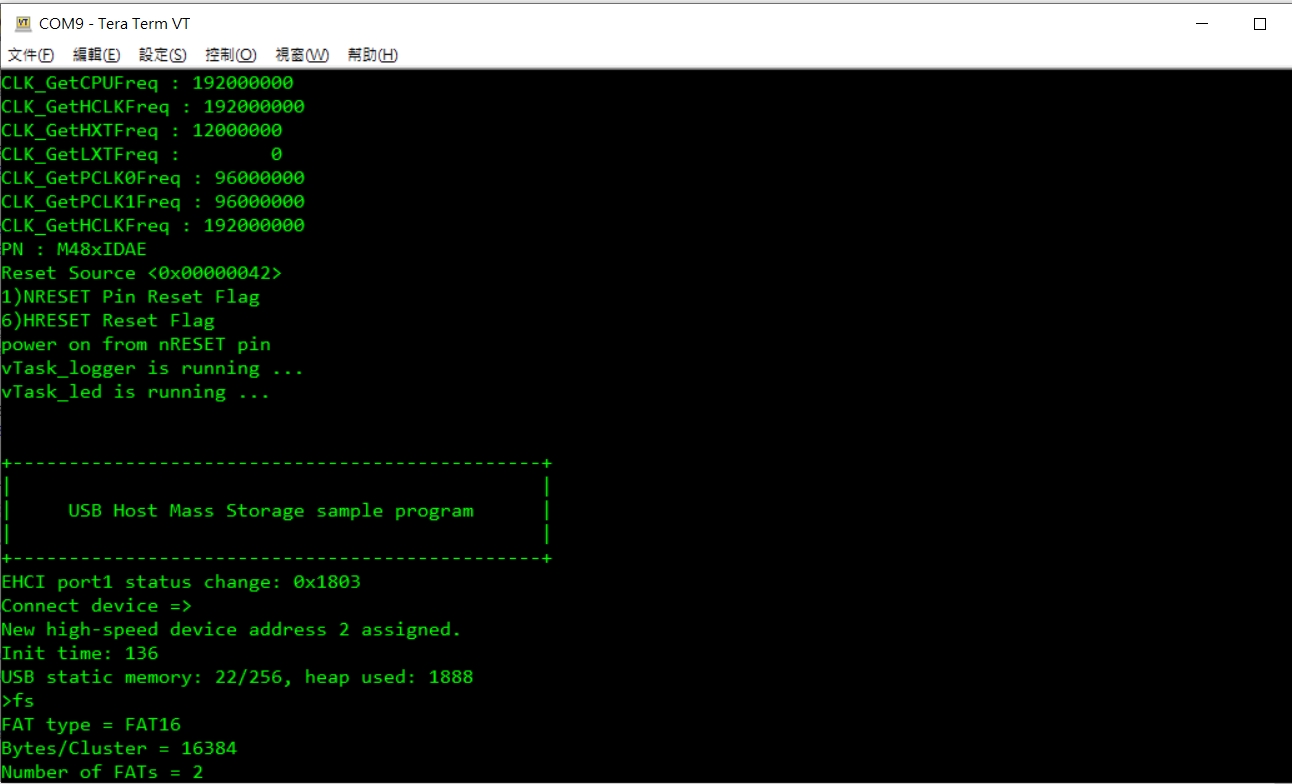 COM9 - Tera Term VT
文件(F) 編輯(E) 設定(S) 控制(O) 視窗(W) 幫助(H)
CLK_GetCPUFreq : 192000000
CLK_GetHCLKFreq : 192000000
CLK_GetHXTFreq : 12000000
CLK_GetLXTFreq :        0
CLK_GetPCLK0Freq : 96000000
CLK_GetPCLK1Freq : 96000000
CLK_GetHCLKFreq : 192000000
PN : M48xIDAE
Reset Source <0x00000042>
1)NRESET Pin Reset Flag
6)HRESET Reset Flag
power on from nRESET pin
vTask_logger is running ...
vTask_led is running ...
+-----------------------------------------------+
|                                               |
|     USB Host Mass Storage sample program      |
|                                               |
+-----------------------------------------------+
EHCI port1 status change: 0x1803
Connect device =>
New high-speed device address 2 assigned.
Init time: 136
USB static memory: 22/256, heap used: 1888
>fs
FAT type = FAT16
Bytes/Cluster = 16384
Number of FATs = 2